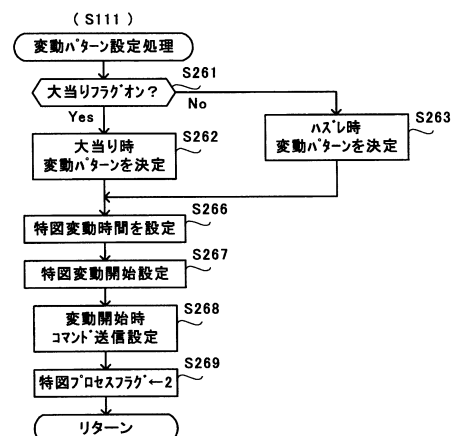 ( S111 )
変動パターン設定処理
S261
大当りフラグオン?
Yes
No
S262
大当り時
変動パターンを決定
S263
ハズレ時
変動パターンを決定
S266
特図変動時間を設定
S267
特図変動開始設定
S268
変動開始時
コマンド送信設定
S269
特図プロセスフラグ←2
リターン